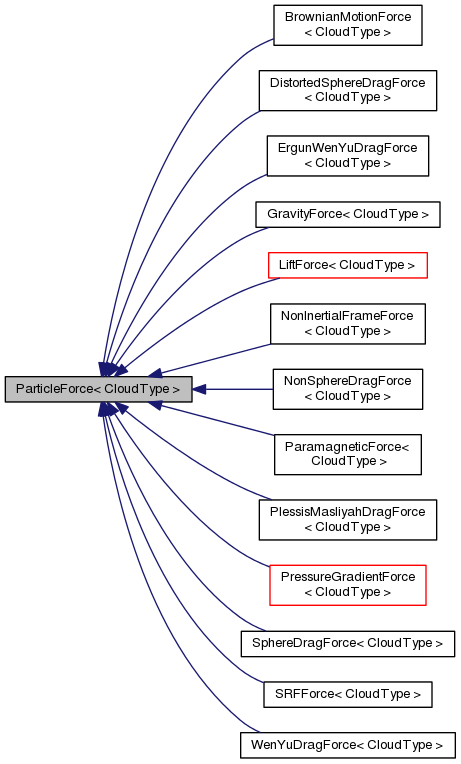 BrownianMotionForce
< CloudType >
DistortedSphereDragForce
< CloudType >
ErgunWenYuDragForce
< CloudType >
GravityForce< CloudType >
LiftForce< CloudType >
NonInertialFrameForce
< CloudType >
ParticleForce< CloudType >
NonSphereDragForce
< CloudType >
ParamagneticForce<
CloudType >
PlessisMasliyahDragForce
< CloudType >
PressureGradientForce
< CloudType >
SphereDragForce< CloudType >
SRFForce< CloudType >
WenYuDragForce< CloudType >